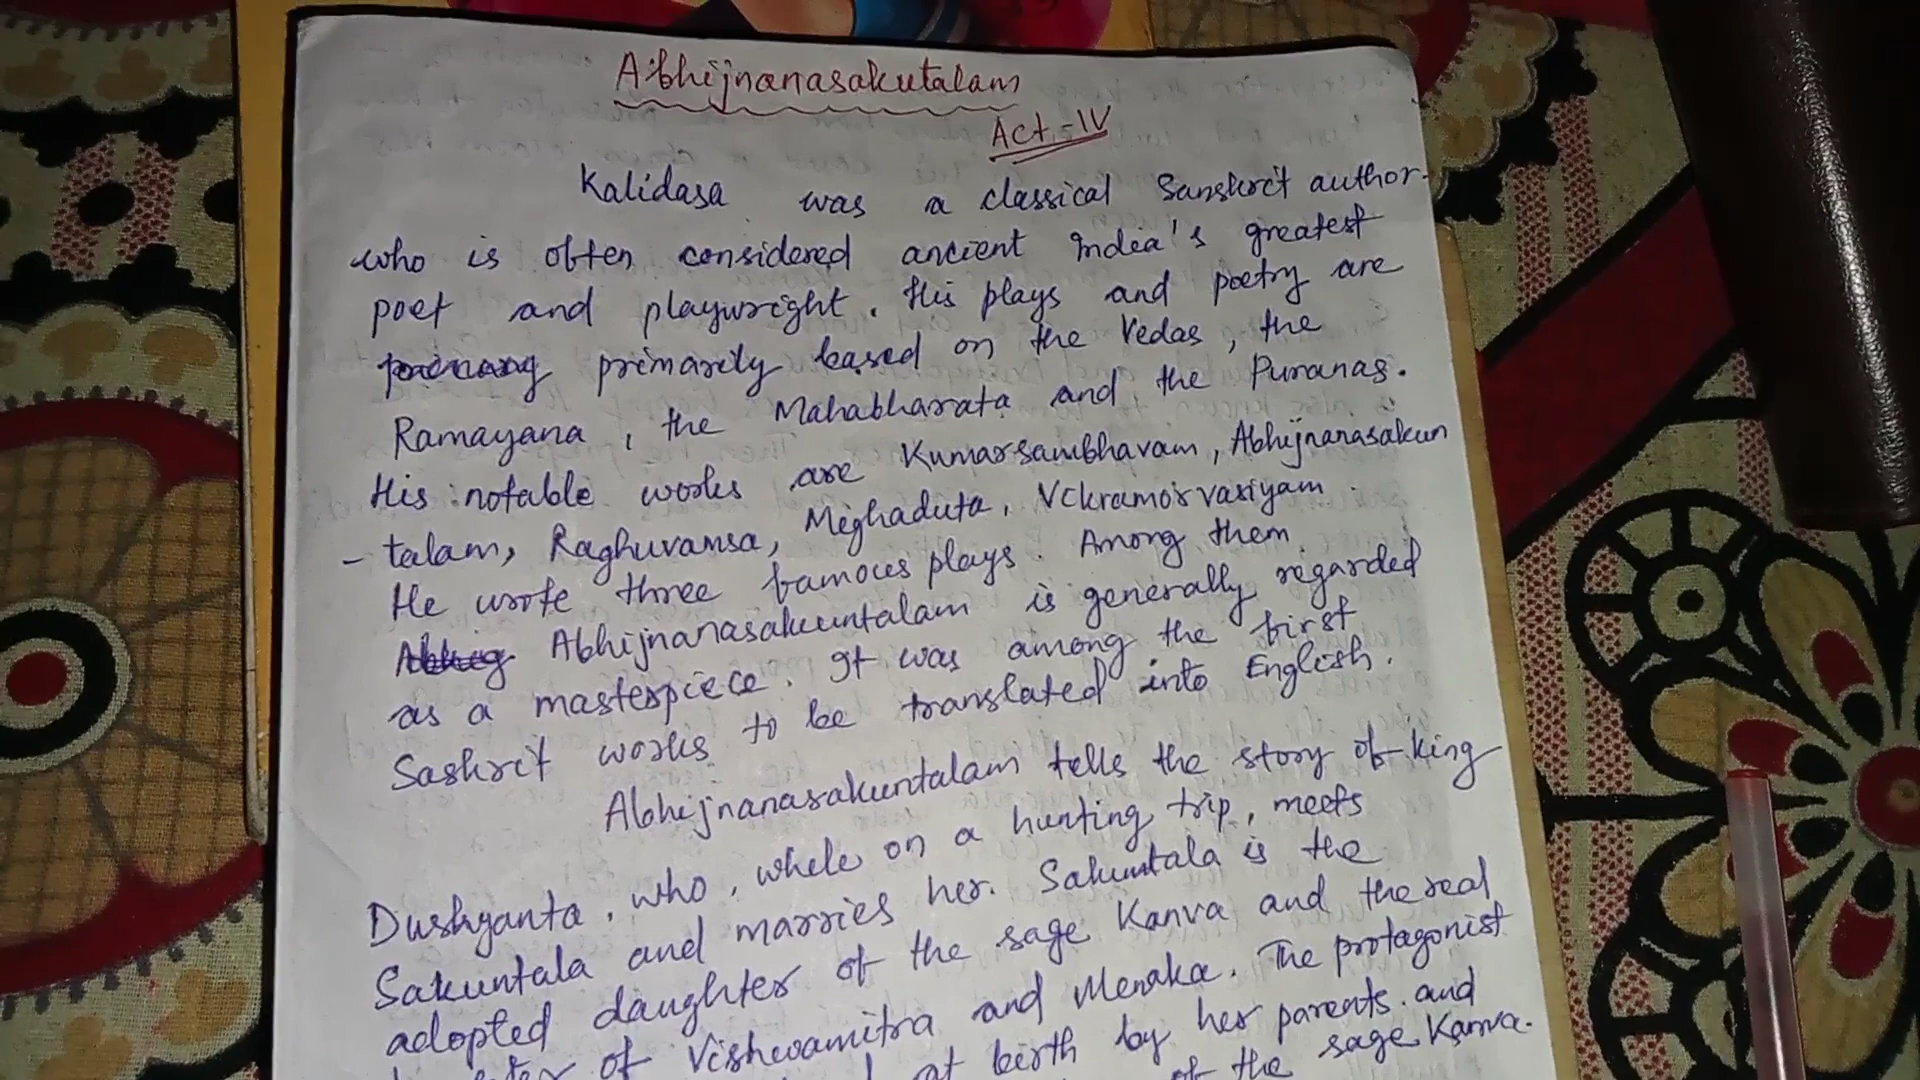 Abhijnanasakutalam
Act-IV
Kalidasa was a classical Sanskrit author
who is often considered ancient India's greatest
poet and playwright. His plays and poetry are
primarily based on the Vedas, the
Ramayana, the Mahabharata and the Puranas.
His notable works are Kumarsambhavam, Abhijnanasakun
- talam, Raghuvansa, Meghaduta, Vikramorvasiyam.
He wrote three famous plays. Among them
Abhijnanasakuntalam is generally regarded
as a masterpiece. It was among the first
Saskrit works to be translated into English.
Abhijnanasakuntalam tells the story of king
Dushyanta, who, while on a hunting trip, meets
Sakuntala and marries her. Sakuntala is the
adopted daughter of the sage Kanva and the real
of Vishwamitra and Menaka. The protagonist
at birth by her parents and
of the sage Kanva.